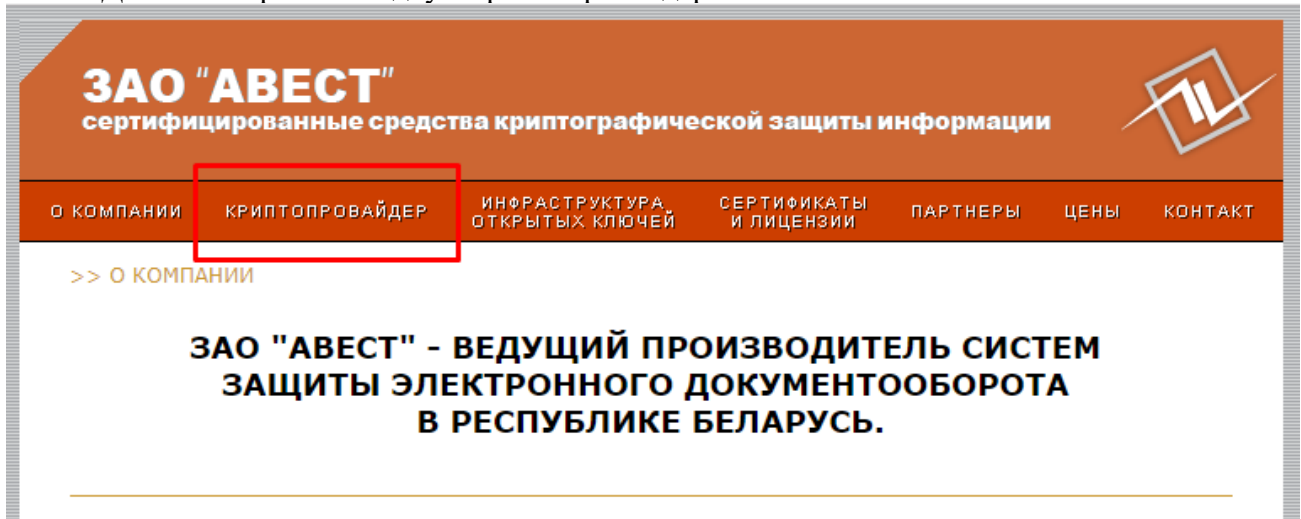 ЗАО "АВЕСТ"
сертифицированные средства криптографической защиты информации
О КОМПАНИИ
КРИПТОПРОВАЙДЕР
ИНФРАСТРУКТУРА
ОТКРЫТЫХ КЛЮЧЕЙ
СЕРТИФИКАТЫ
И ЛИЦЕНЗИИ
ПАРТНЕРЫ
ЦЕНЫ
КОНТАКТ
>> О КОМПАНИИ
ЗАО "АВЕСТ" - ВЕДУЩИЙ ПРОИЗВОДИТЕЛЬ СИСТЕМ
ЗАЩИТЫ ЭЛЕКТРОННОГО ДОКУМЕНТООБОРОТА
В РЕСПУБЛИКЕ БЕЛАРУСЬ.